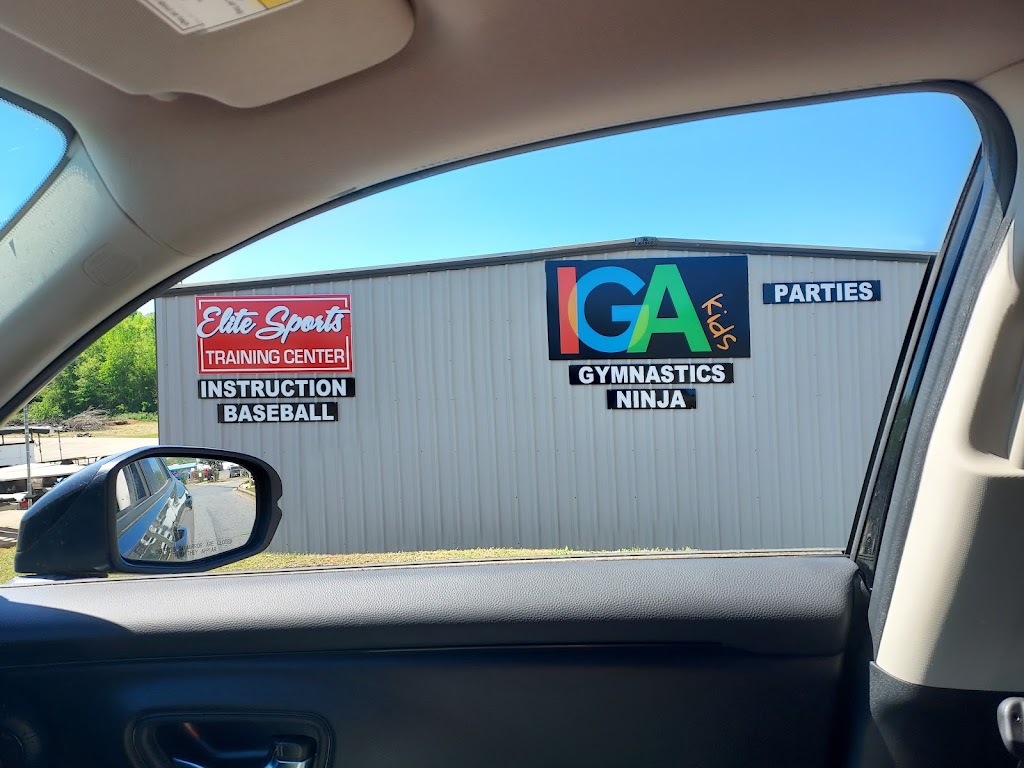 Elite Sports
TRAINING CENTER
INSTRUCTION
BASEBALL
IGA
Kids
GYMNASTICS
NINJA
PARTIES